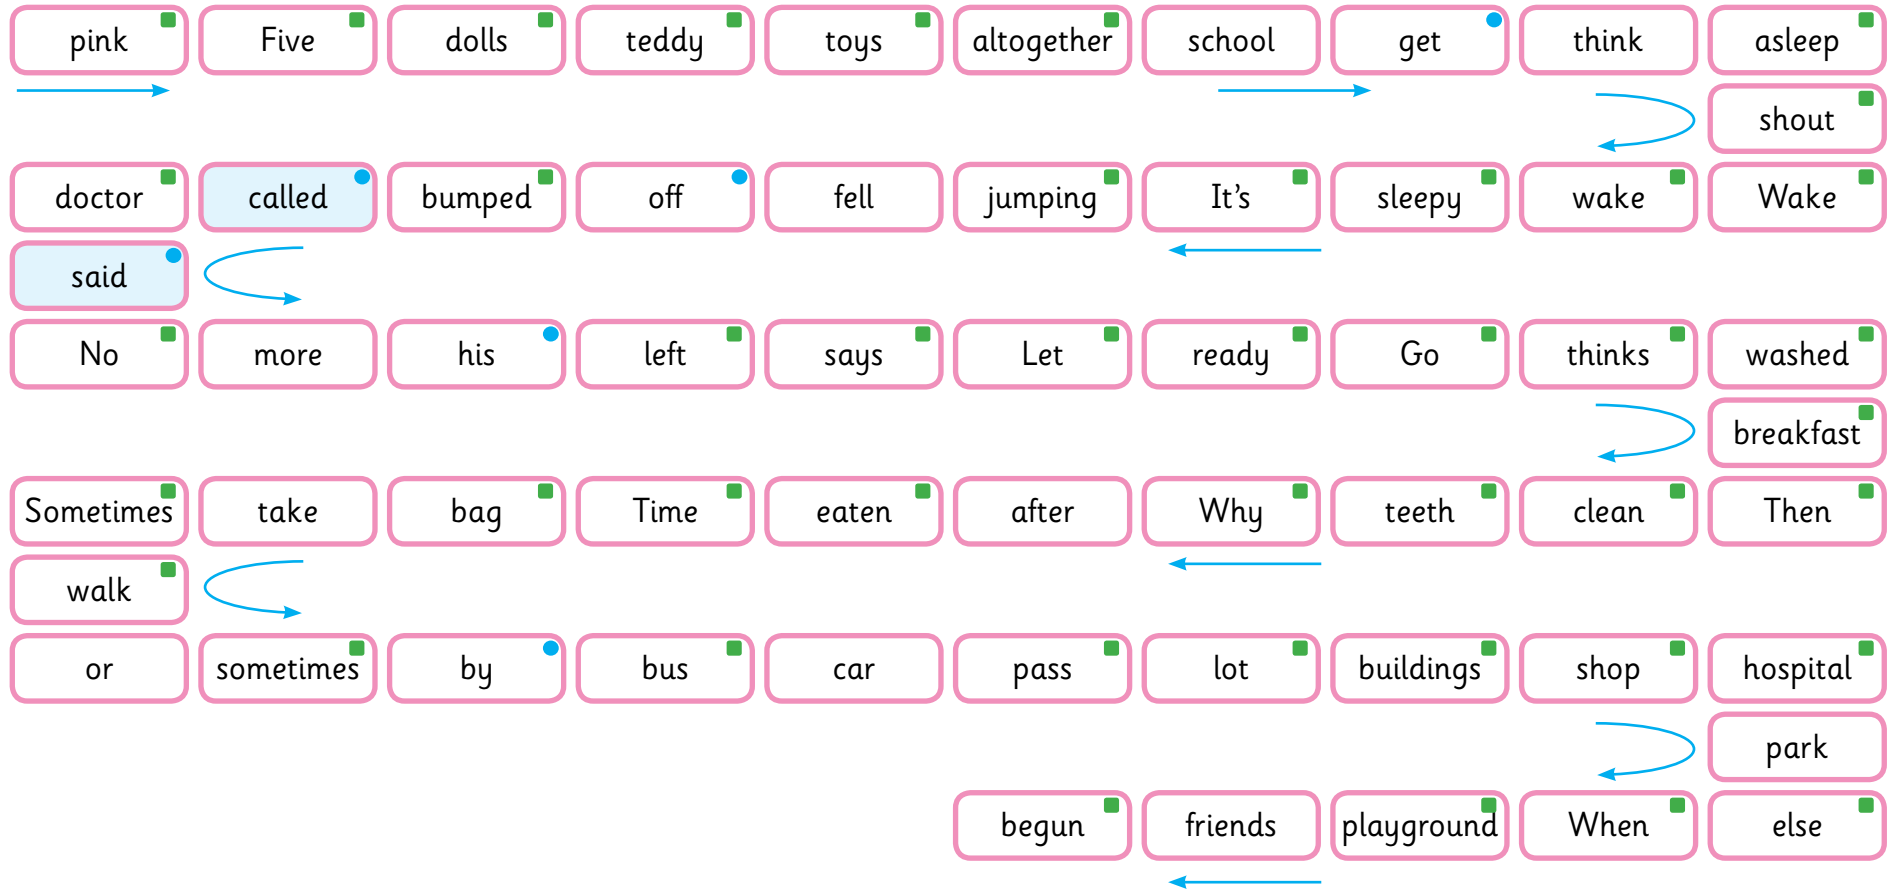 pink Five dolls teddy toys altogether school get think asleep
shout
doctor called bumped off fell jumping It's sleepy wake Wake
said
No more his left says Let ready Go thinks washed
breakfast
Sometimes take bag Time eaten after Why teeth clean Then
walk
or sometimes by bus car pass lot buildings shop hospital
park
begun friends playground When else